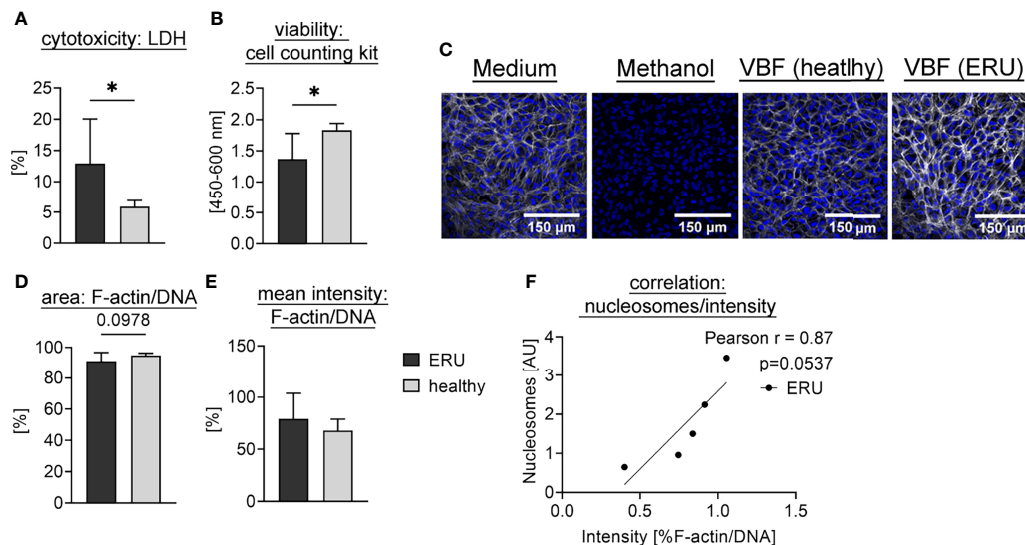 A
cytotoxicity: LDH
*
25
20
15
10
5
0
[%]
B
viability:
cell counting kit
*
2.5
2.0
1.5
1.0
0.5
0.0
[450-600 nm]
C
Medium
Methanol
VBF (heatlhy)
VBF (ERU)
150 µm
150 µm
150 µm
150 µm
D
area: F-actin/DNA
0.0978
100
80
60
40
20
0
[%]
E
mean intensity:
F-actin/DNA
150
100
50
0
[%]
ERU
healthy
F
correlation:
nucleosomes/intensity
Pearson r = 0.87
p=0.0537
ERU
4
3
2
1
0
Nucleosomes [AU]
0.0 0.5 1.0 1.5
Intensity [%F-actin/DNA]